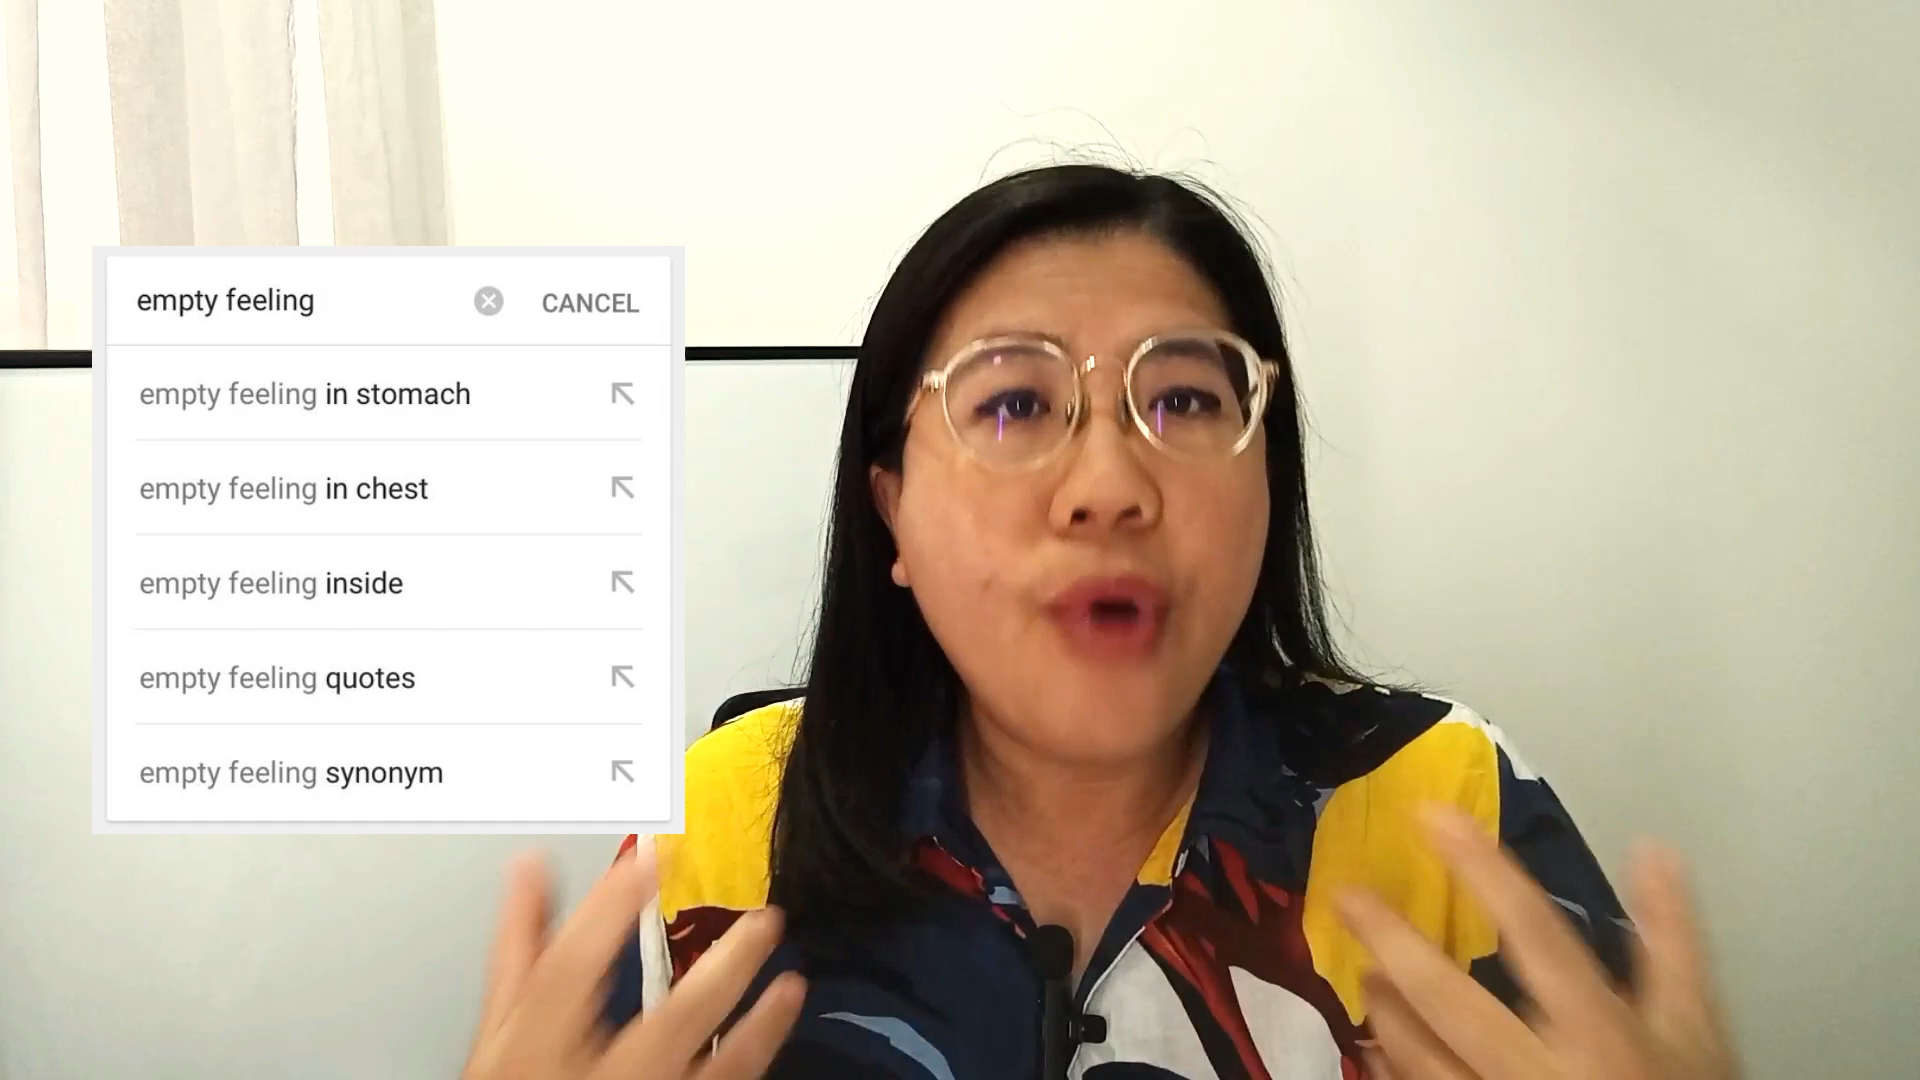 empty feeling CANCEL
empty feeling in stomach
empty feeling in chest
empty feeling inside
empty feeling quotes
empty feeling synonym